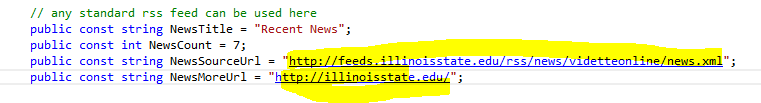 // any standard rss feed can be used here
public const string NewsTitle = "Recent News";
public const int NewsCount = 7;
public const string NewsSourceUrl = "http://feeds.illinoisstate.edu/rss/news/videtteonline/news.xml";
public const string NewsMoreUrl = "http://illinoisstate.edu/";